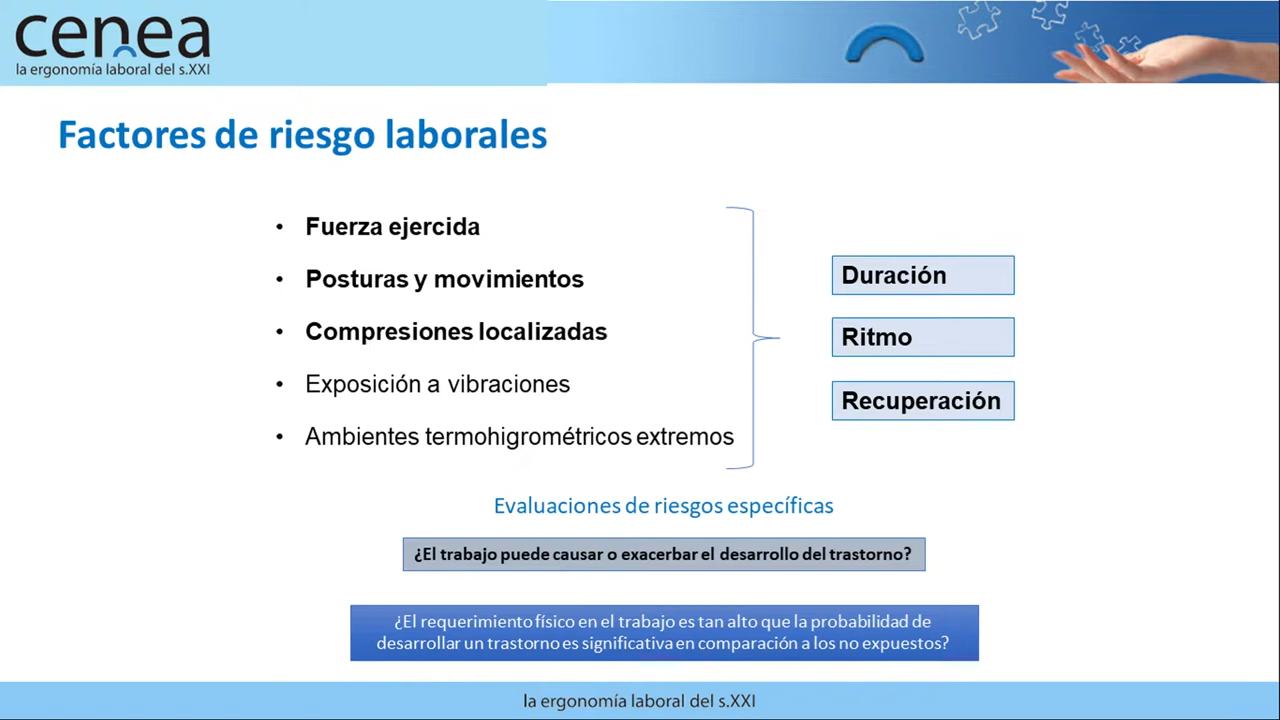 cenea
la ergonomía laboral del s.XXI
Factores de riesgo laborales
• Fuerza ejercida
• Posturas y movimientos
• Compresiones localizadas
• Exposición a vibraciones
• Ambientes termohigrométricos extremos
Duración
Ritmo
Recuperación
Evaluaciones de riesgos específicas
¿El trabajo puede causar o exacerbar el desarrollo del trastorno?
¿El requerimiento físico en el trabajo es tan alto que la probabilidad de
desarrollar un trastorno es significativa en comparación a los no expuestos?
la ergonomía laboral del s.XXI